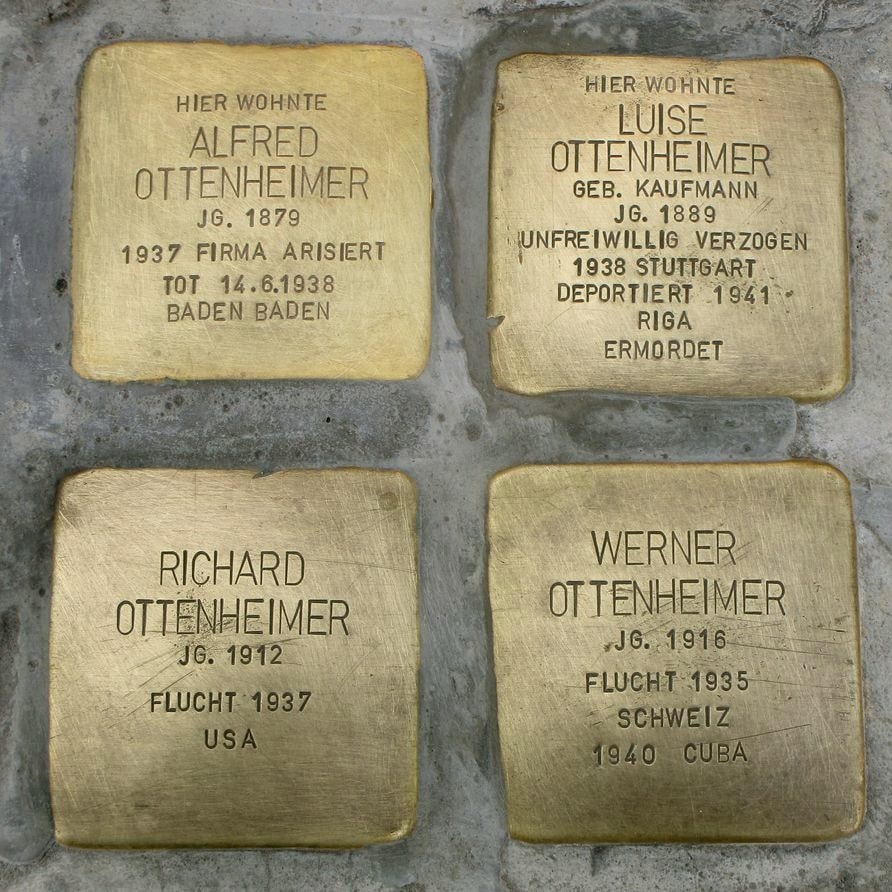 HIER WOHNTE
ALFRED
OTTENHEIMER
JG. 1879
1937 FIRMA ARISIERT
TOT 14.6.1938
BADEN BADEN
HIER WOHNTE
LUISE
OTTENHEIMER
GEB. KAUFMANN
JG. 1889
UNFREIWILLIG VERZOGEN
1938 STUTTGART
DEPORTIERT 1941
RIGA
ERMORDET
RICHARD
OTTENHEIMER
JG. 1912
FLUCHT 1937
USA
WERNER
OTTENHEIMER
JG. 1916
FLUCHT 1935
SCHWEIZ
1940 CUBA